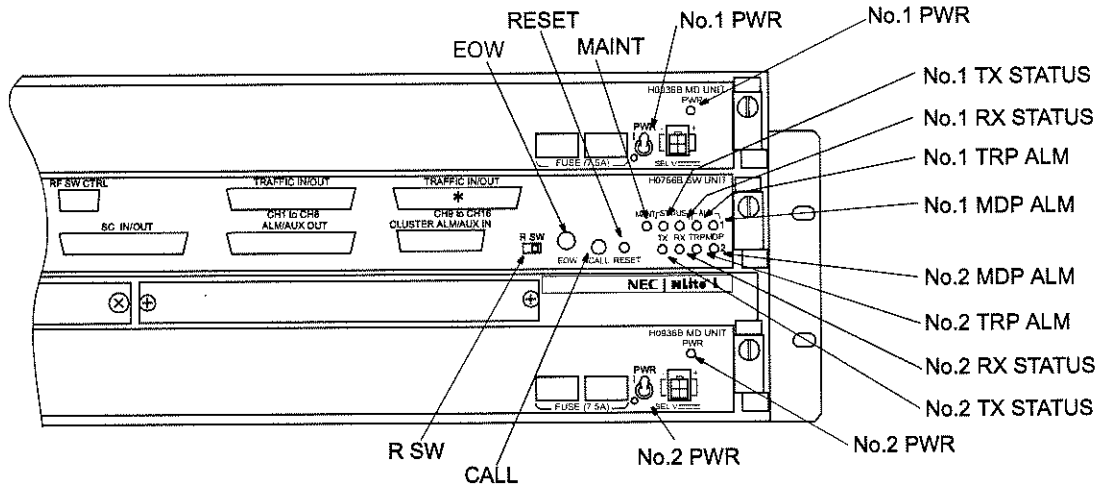 RESET
No.1 PWR
No.1 PWR
EOW
MAINT
No.1 TX STATUS
No.1 RX STATUS
No.1 TRP ALM
No.1 MDP ALM
No.2 MDP ALM
No.2 TRP ALM
No.2 RX STATUS
No.2 TX STATUS
No.2 PWR
No.2 PWR
R SW
CALL
H0936B MD UNIT
PWR
PWR
FUSE (7.5A)
SEL V
H0756B SW UNIT
RF SW CTRL
TRAFFIC IN/OUT
TRAFFIC IN/OUT
*
CH1 to CH8
CH9 to CH16
SC IN/OUT
ALM/AUX OUT
CLUSTER ALM/AUX IN
R SW
EOW
CALL
RESET
MAINT
STATUS
ALM
1
TX
RX
TRP
MDP
2
NEC
NLite L
H0936B MD UNIT
PWR
PWR
FUSE (7.5A)
SEL V